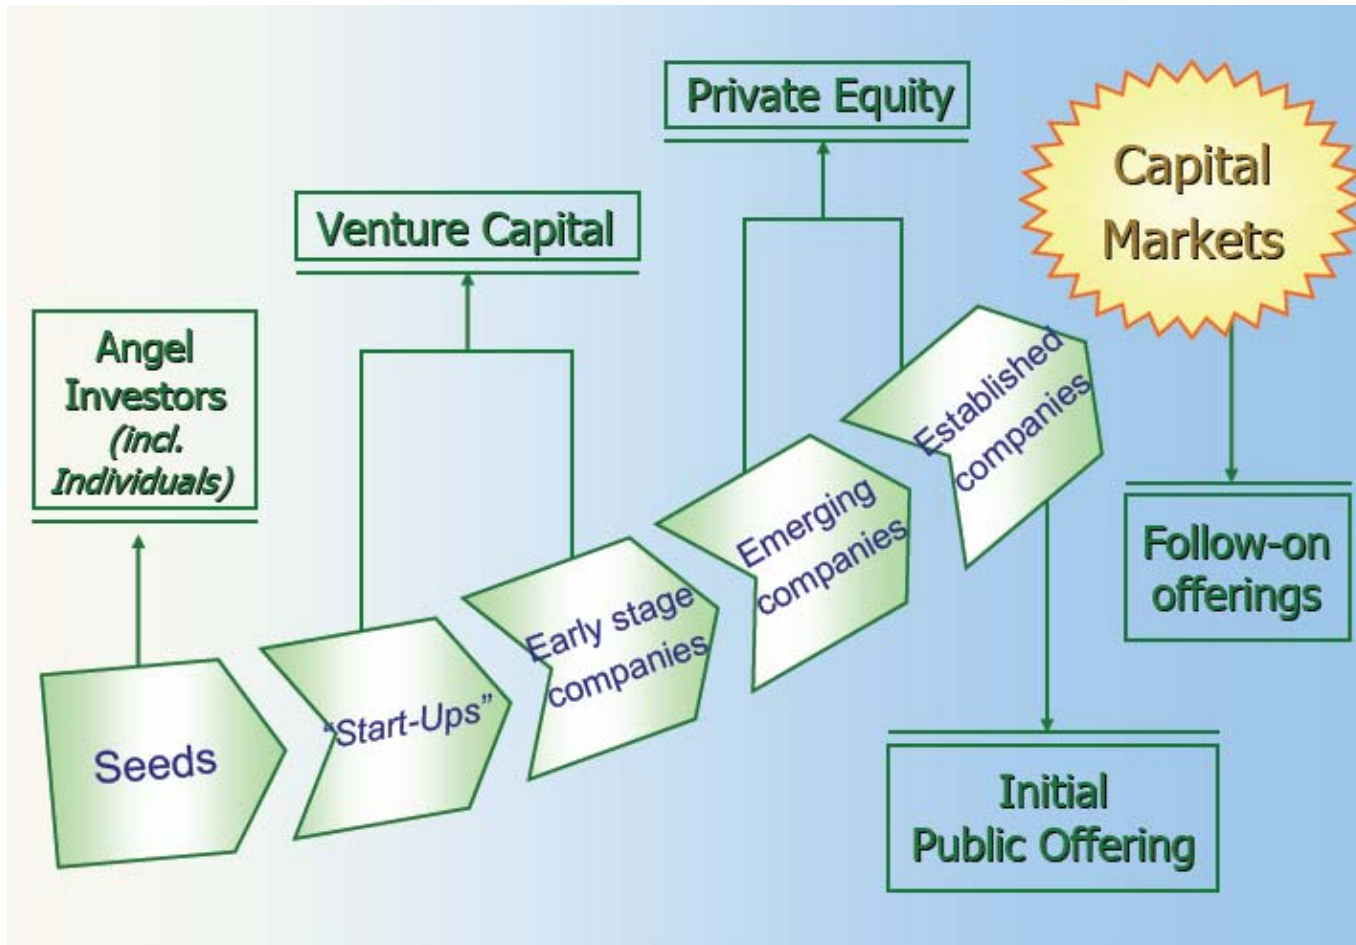 Private Equity
Capital
Markets
Venture Capital
Angel
Investors
(incl.
Individuals)
Established
companies
Emerging
companies
Follow-on
offerings
Early stage
companies
"Start-Ups"
Seeds
Initial
Public Offering